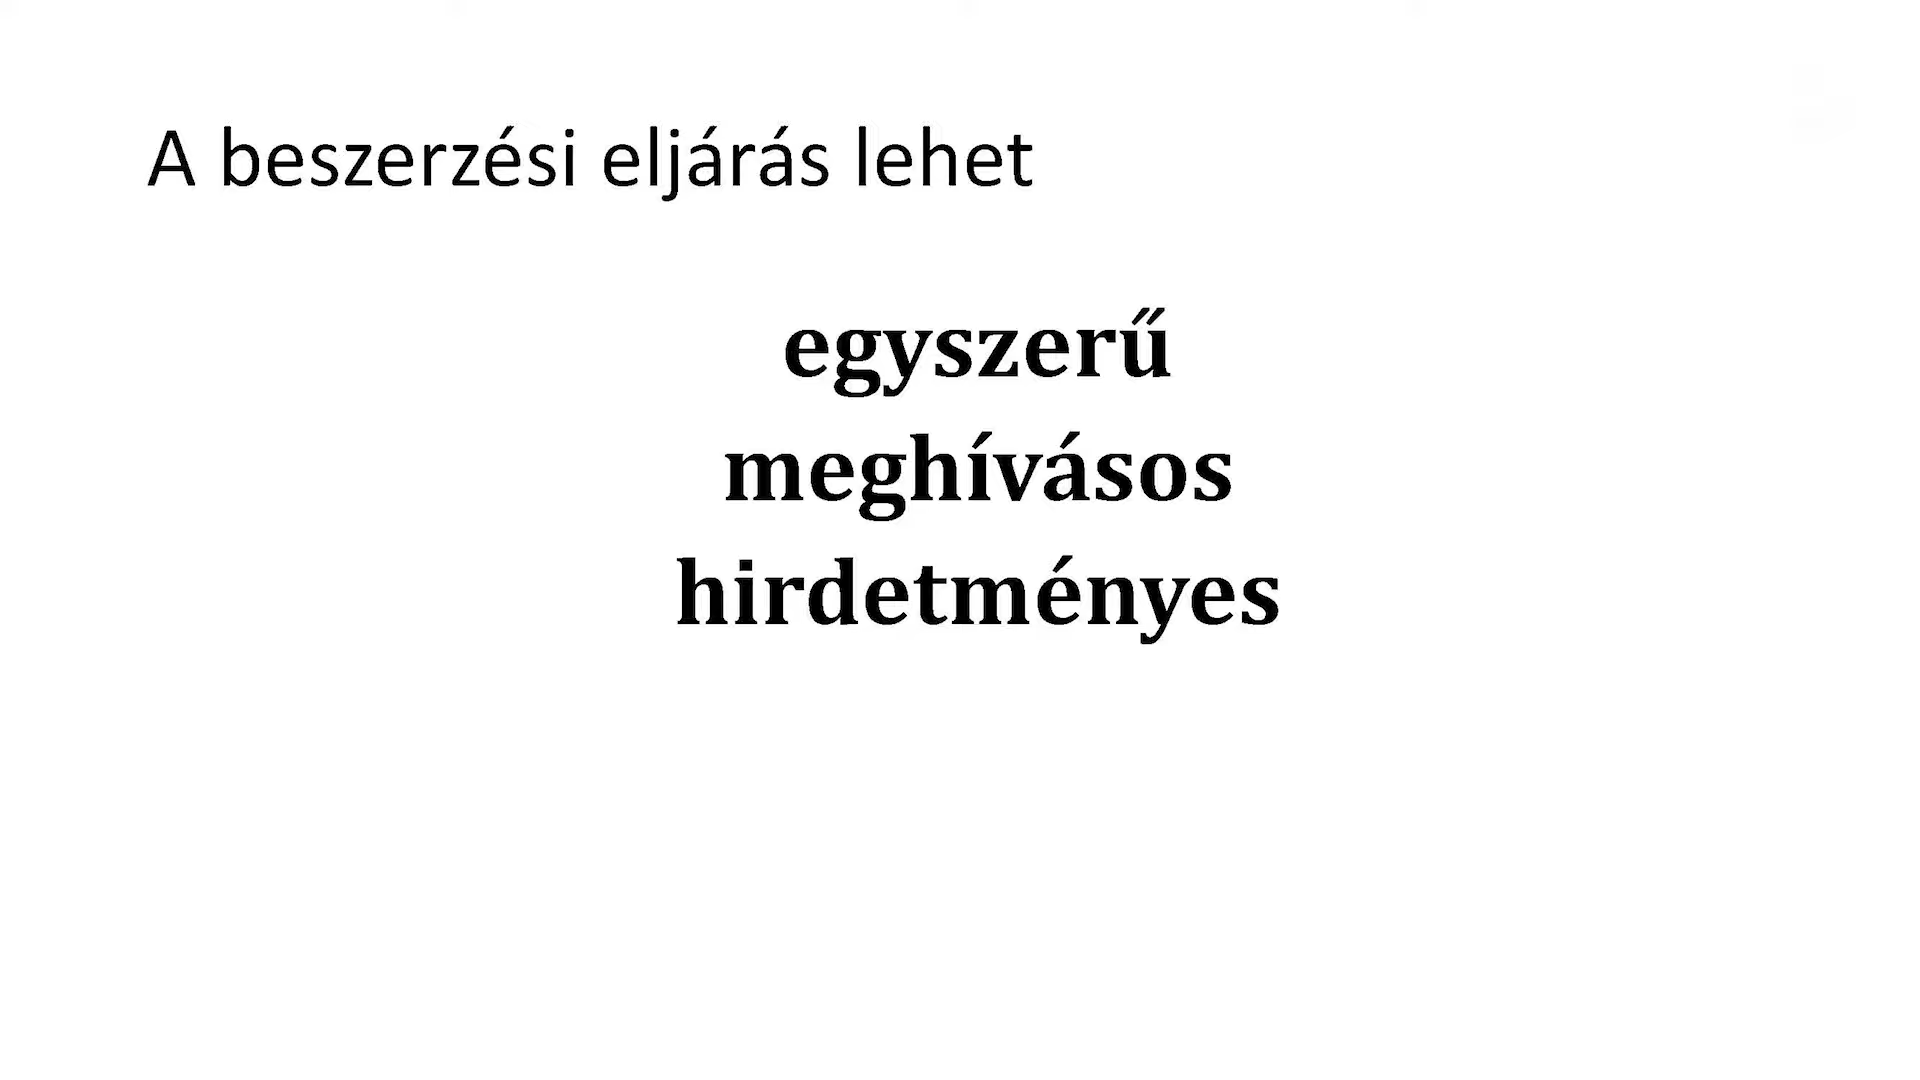 A beszerzési eljárás lehet
egyszerű
meghívásos
hirdetményes